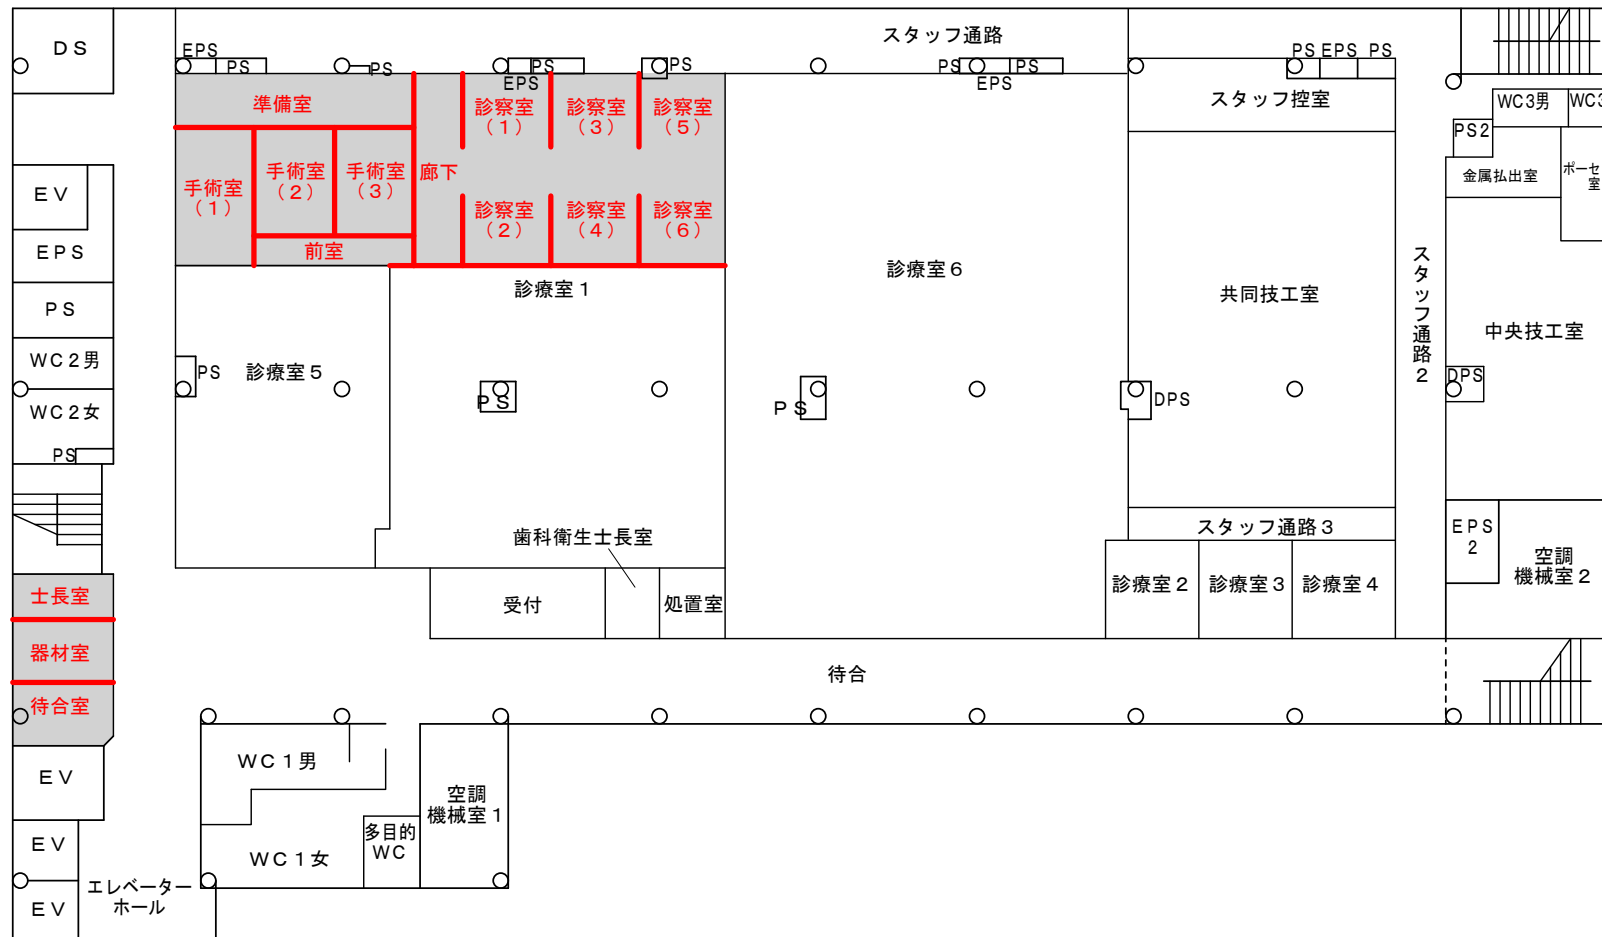 スタッフ通路
DS
EPS
PS
PS
PS
EPS
PS
PS
EPS
PS
PS EPS PS
スタッフ控室
WC3男
WC3
PS2
金属払出室
ポーセ
室
準備室
診察室
(1)
診察室
(3)
診察室
(5)
手術室
(1)
手術室
(2)
手術室
(3)
廊下
診察室
(2)
診察室
(4)
診察室
(6)
前室
EV
EPS
PS
WC2男
WC2女
PS
診療室1
診療室6
共同技工室
スタッフ通路2
中央技工室
PS
診療室5
PS
PS
DPS
DPS
スタッフ通路3
歯科衛生士長室
EPS
2
空調
機械室2
受付
処置室
診療室2
診療室3
診療室4
士長室
器材室
待合室
待合
EV
EV
EV
エレベーター
ホール
WC1男
WC1女
多目的
WC
空調
機械室1